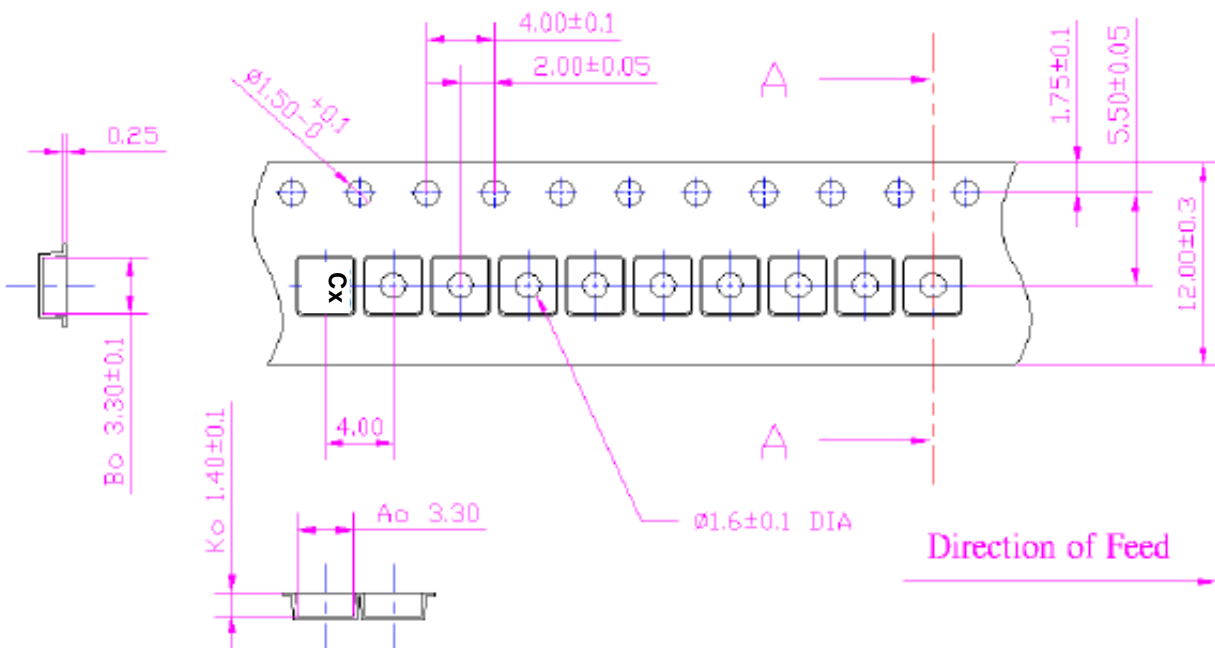 4.00±0.1
2.00±0.05
Ø1.50 +0.1 -0
A
1.75±0.1
5.50±0.05
0.25
12.00±0.3
Cx
Bo 3.30±0.1
4.00
A
Ko 1.40±0.1
Ao 3.30
Ø1.6±0.1 DIA
Direction of Feed